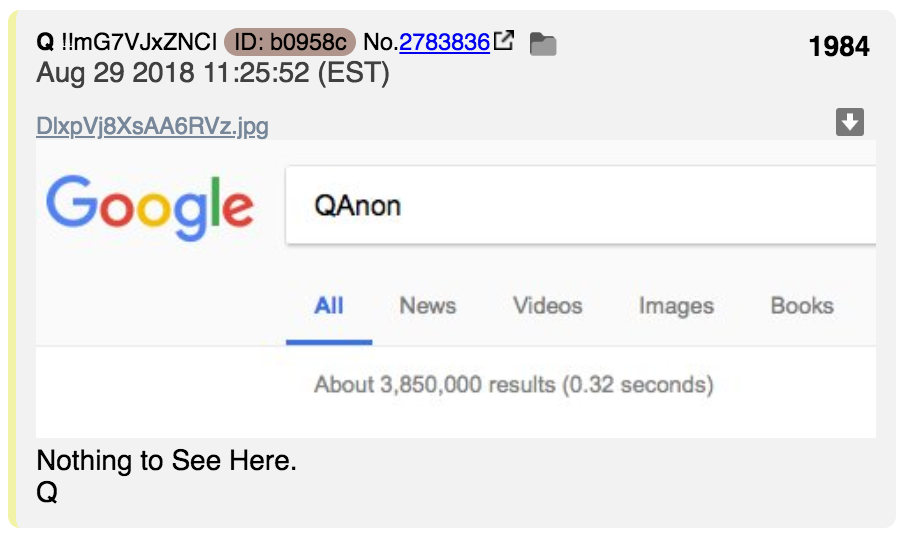 Q !!mG7VJxZNCI ID: b0958c No.2783836 1984
Aug 29 2018 11:25:52 (EST)
DlxpVj8XsAA6RVz.jpg
Google QAnon
All News Videos Images Books
About 3,850,000 results (0.32 seconds)
Nothing to See Here.
Q